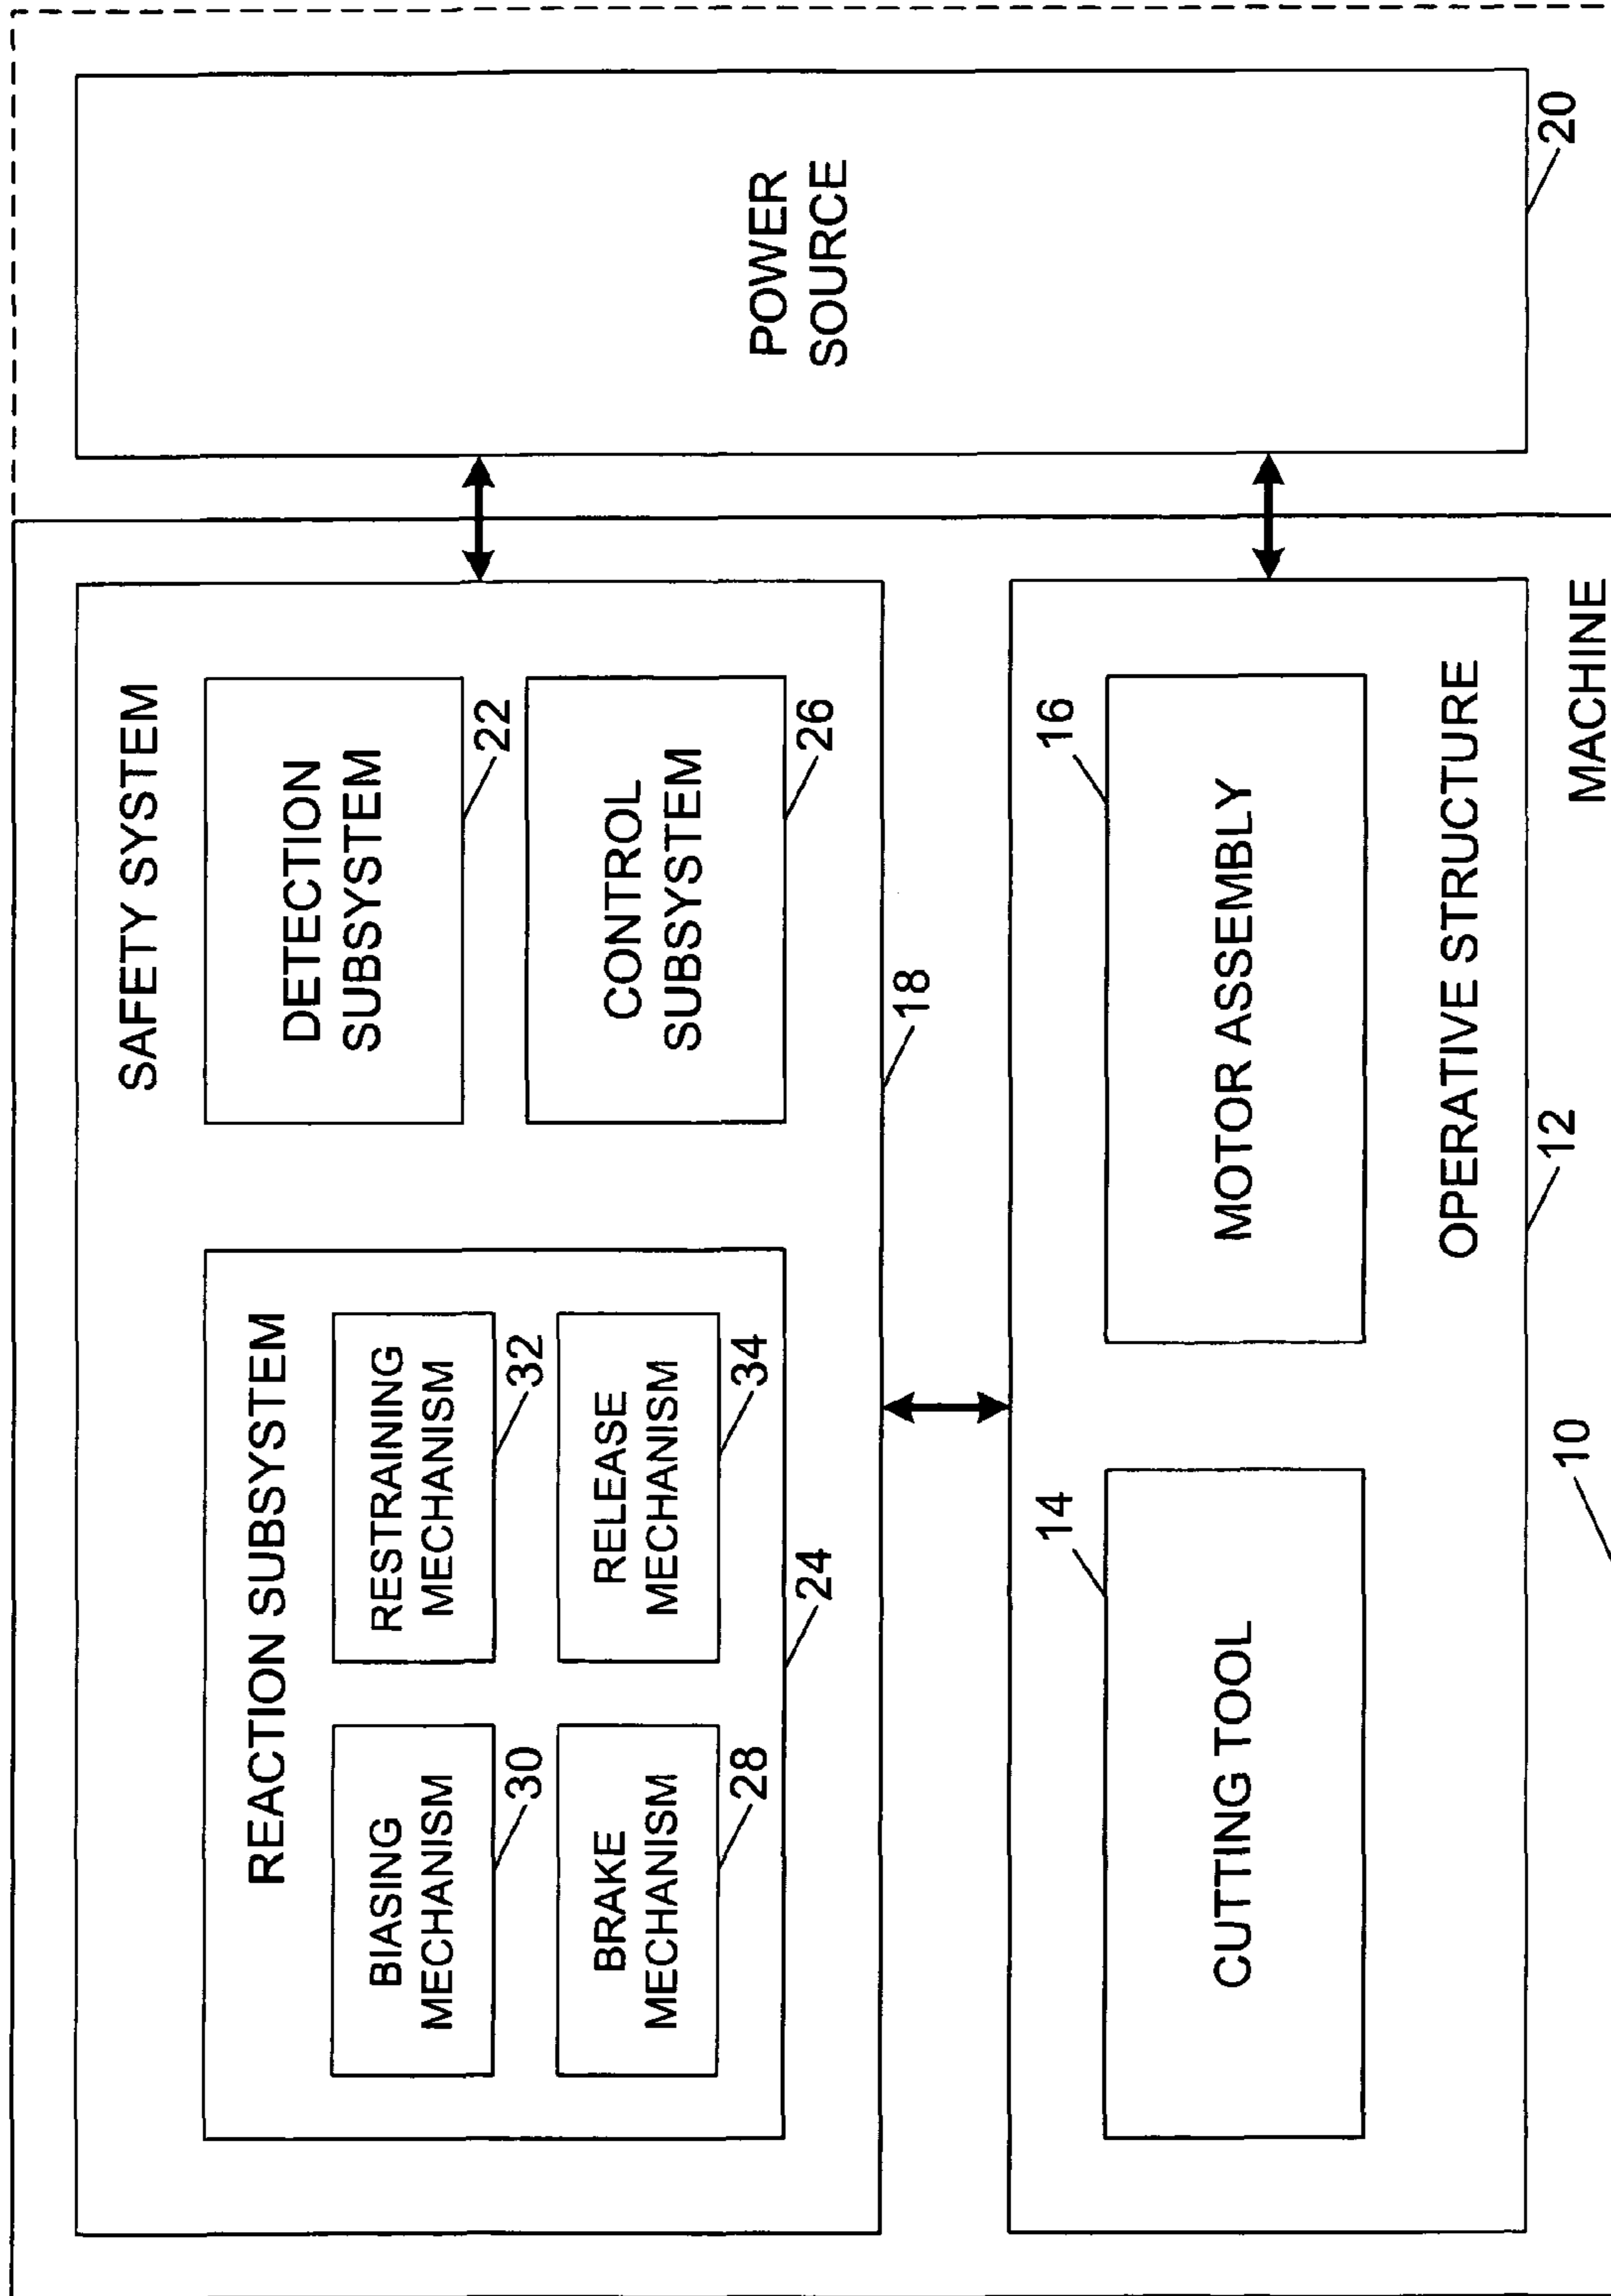 SAFETY SYSTEM
REACTION SUBSYSTEM
BIASING
MECHANISM
30
RESTRAINING
MECHANISM
32
BRAKE
MECHANISM
28
RELEASE
MECHANISM
34
24
DETECTION
SUBSYSTEM
22
CONTROL
SUBSYSTEM
26
18
14
CUTTING TOOL
16
MOTOR ASSEMBLY
OPERATIVE STRUCTURE
12
10
MACHINE
POWER
SOURCE
20